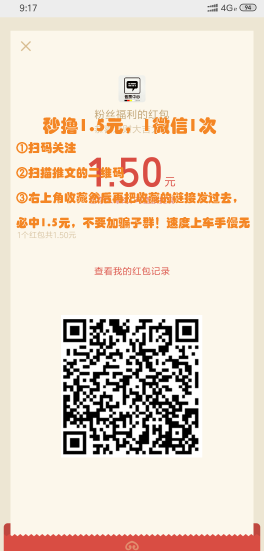 9:17
4G
94
粉丝福利的红包
秒撸1.5元，1微信1次
①扫码关注
1.50元
②扫描推文的二维码
③右上角收藏然后再把收藏的链接发过去，
必中1.5元，不要加骗子群！速度上车手慢无
1个红包共1.50元
查看我的红包记录